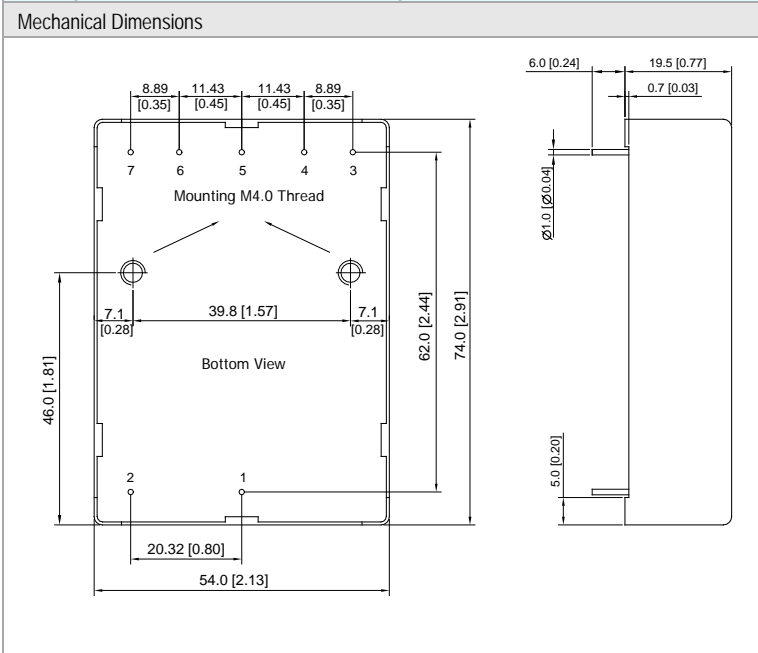 Mechanical Dimensions
8.89 11.43 11.43 8.89
[0.35] [0.45] [0.45] [0.35]
7 6 5 4 3
Mounting M4.0 Thread
7.1 39.8 [1.57] 7.1
[0.28] [0.28]
Bottom View
46.0 [1.81]
62.0 [2.44]
74.0 [2.91]
2 1
20.32 [0.80]
54.0 [2.13]
6.0 [0.24] 19.5 [0.77]
0.7 [0.03]
Ø1.0 [Ø0.04]
5.0 [0.20]